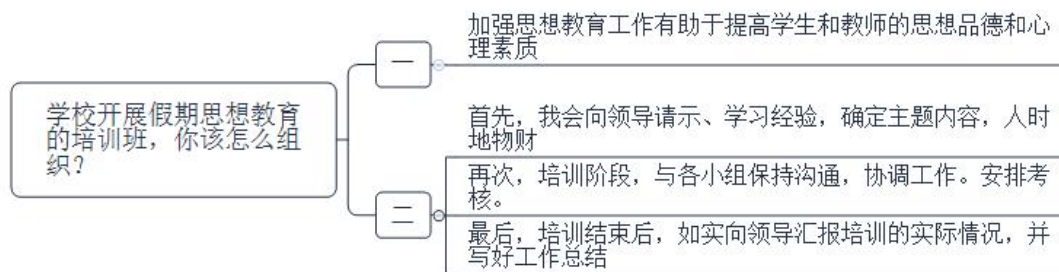 学校开展假期思想教育
的培训班，你该怎么组
织？
一
加强思想教育工作有助于提高学生和教师的思想品德和心
理素质
二
首先，我会向领导请示、学习经验，确定主题内容，人时
地物财
再次，培训阶段，与各小组保持沟通，协调工作。安排考
核。
最后，培训结束后，如实向领导汇报培训的实际情况，并
写好工作总结